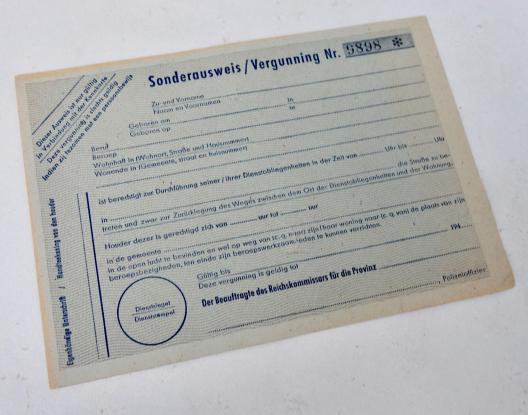 Dieser Ausweis ist nur gültig
in Verbindung mit der Kennkarte
Deze vergunning is slechts geldig
indien zij tezamen met een persoonsbewijs
Sonderausweis / Vergunning Nr. 9898 *
Zu- und Vorname
Naam en Voornamen
Geboren am in
Geboren op te
Beruf
Beroep
Wohnhaft in (Wohnort, Straße und Hausnummer)
Wonende in (Gemeente, straat en huisnummer)
ist berechtigt zur Durchführung seiner / ihrer Dienstobliegenheiten in der Zeit von Uhr bis Uhr
in die Straße zu be-
treten und zwar zur Zurücklegung des Weges zwischen dem Ort der Dienstobliegenheiten und der Wohnung.
Houder dezer is gerechtigd zich van uur tot uur
in de gemeente
in de open lucht te bevinden en wel op weg van (c. q. naar) zijn / haar woning naar (c. q. van) de plaats van zijn
beroepsbezigheden, ten einde zijn beroepswerkzaamheden te kunnen verrichten.
Gültig bis 194
Deze vergunning is geldig tot
Der Beauftragte des Reichskommissars für die Provinz
, Polizeioffizier
Dienstsiegel
Dienststempel
Eigenhändige Unterschrift / Handteekening van den houder